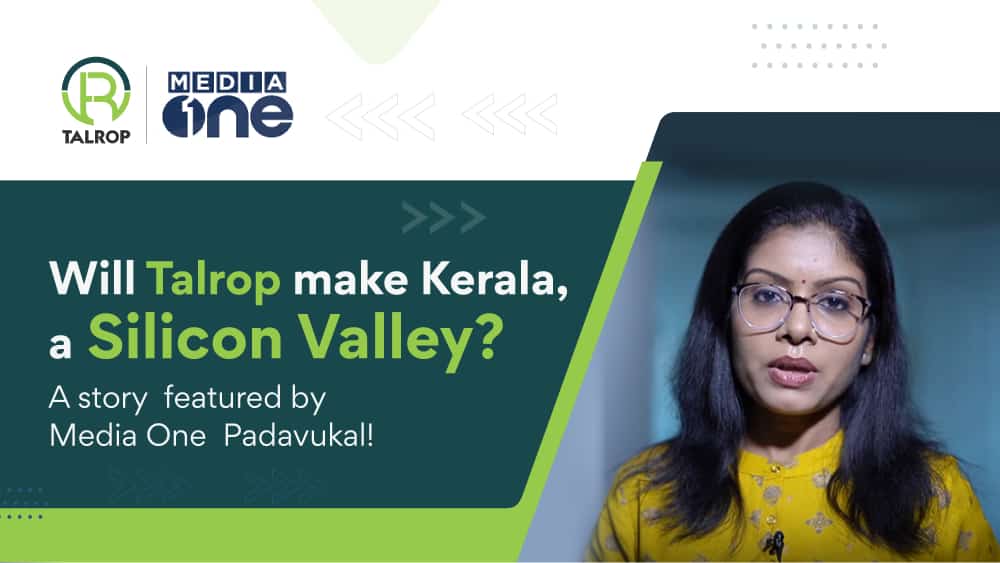 TALROP
MEDIA
One
Will Talrop make Kerala,
a Silicon Valley?
A story featured by
Media One Padavukal!